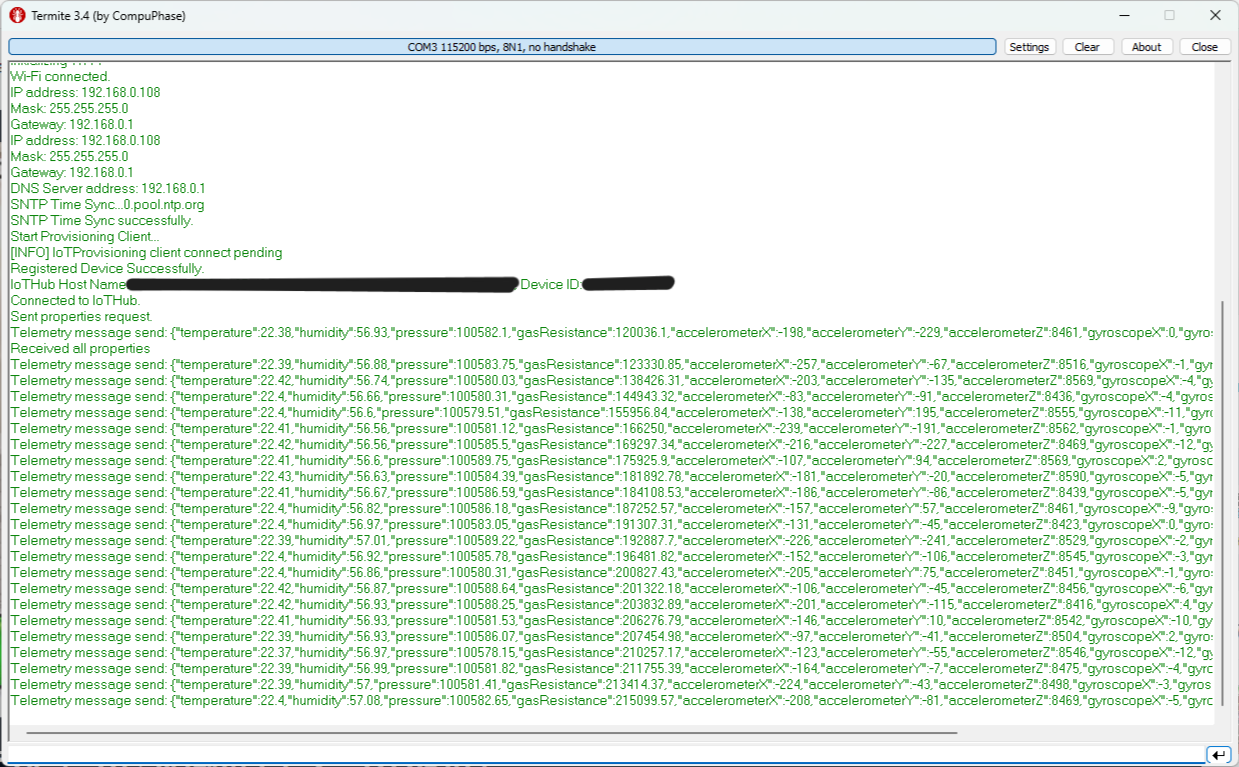 Termite 3.4 (by CompuPhase)
COM3 115200 bps, 8N1, no handshake
Settings
Clear
About
Close
Wi-Fi connected.
IP address: 192.168.0.108
Mask: 255.255.255.0
Gateway: 192.168.0.1
IP address: 192.168.0.108
Mask: 255.255.255.0
Gateway: 192.168.0.1
DNS Server address: 192.168.0.1
SNTP Time Sync...0.pool.ntp.org
SNTP Time Sync successfully.
Start Provisioning Client...
[INFO] IoTProvisioning client connect pending
Registered Device Successfully.
IoTHub Host Name Device ID:
Connected to IoTHub.
Sent properties request.
Telemetry message send: {"temperature":22.38,"humidity":56.93,"pressure":100582.1,"gasResistance":120036.1,"accelerometerX":-198,"accelerometerY":-229,"accelerometerZ":8461,"gyroscopeX":0,"gyros
Received all properties
Telemetry message send: {"temperature":22.39,"humidity":56.88,"pressure":100583.75,"gasResistance":123330.85,"accelerometerX":-257,"accelerometerY":-67,"accelerometerZ":8516,"gyroscopeX":-1,"gyr
Telemetry message send: {"temperature":22.42,"humidity":56.74,"pressure":100580.03,"gasResistance":138426.31,"accelerometerX":-203,"accelerometerY":-135,"accelerometerZ":8569,"gyroscopeX":-4,"gy
Telemetry message send: {"temperature":22.4,"humidity":56.66,"pressure":100580.31,"gasResistance":144943.32,"accelerometerX":-83,"accelerometerY":-91,"accelerometerZ":8436,"gyroscopeX":-4,"gyros
Telemetry message send: {"temperature":22.4,"humidity":56.6,"pressure":100579.51,"gasResistance":155956.84,"accelerometerX":-138,"accelerometerY":195,"accelerometerZ":8555,"gyroscopeX":-11,"gyro
Telemetry message send: {"temperature":22.41,"humidity":56.56,"pressure":100581.12,"gasResistance":166250,"accelerometerX":-239,"accelerometerY":-191,"accelerometerZ":8562,"gyroscopeX":-1,"gyro
Telemetry message send: {"temperature":22.42,"humidity":56.56,"pressure":100585.5,"gasResistance":169297.34,"accelerometerX":-216,"accelerometerY":-227,"accelerometerZ":8469,"gyroscopeX":-12,"gy
Telemetry message send: {"temperature":22.41,"humidity":56.6,"pressure":100589.75,"gasResistance":175925.9,"accelerometerX":-107,"accelerometerY":94,"accelerometerZ":8569,"gyroscopeX":2,"gyrosc
Telemetry message send: {"temperature":22.43,"humidity":56.63,"pressure":100584.39,"gasResistance":181892.78,"accelerometerX":-181,"accelerometerY":-20,"accelerometerZ":8590,"gyroscopeX":-5,"gyr
Telemetry message send: {"temperature":22.41,"humidity":56.67,"pressure":100586.59,"gasResistance":184108.53,"accelerometerX":-186,"accelerometerY":-86,"accelerometerZ":8439,"gyroscopeX":-5,"gyr
Telemetry message send: {"temperature":22.4,"humidity":56.82,"pressure":100586.18,"gasResistance":187252.57,"accelerometerX":-157,"accelerometerY":57,"accelerometerZ":8461,"gyroscopeX":-9,"gyros
Telemetry message send: {"temperature":22.4,"humidity":56.97,"pressure":100583.05,"gasResistance":191307.31,"accelerometerX":-131,"accelerometerY":-45,"accelerometerZ":8423,"gyroscopeX":0,"gyros
Telemetry message send: {"temperature":22.39,"humidity":57.01,"pressure":100589.22,"gasResistance":192887.7,"accelerometerX":-226,"accelerometerY":-241,"accelerometerZ":8529,"gyroscopeX":-2,"gyr
Telemetry message send: {"temperature":22.4,"humidity":56.92,"pressure":100585.78,"gasResistance":196481.82,"accelerometerX":-152,"accelerometerY":-106,"accelerometerZ":8545,"gyroscopeX":-3,"gyr
Telemetry message send: {"temperature":22.4,"humidity":56.86,"pressure":100580.31,"gasResistance":200827.43,"accelerometerX":-205,"accelerometerY":75,"accelerometerZ":8451,"gyroscopeX":-1,"gyro
Telemetry message send: {"temperature":22.42,"humidity":56.87,"pressure":100588.64,"gasResistance":201322.18,"accelerometerX":-106,"accelerometerY":-45,"accelerometerZ":8456,"gyroscopeX":-6,"gyr
Telemetry message send: {"temperature":22.42,"humidity":56.93,"pressure":100588.25,"gasResistance":203832.89,"accelerometerX":-201,"accelerometerY":-115,"accelerometerZ":8416,"gyroscopeX":4,"gy
Telemetry message send: {"temperature":22.41,"humidity":56.93,"pressure":100581.53,"gasResistance":206276.79,"accelerometerX":-146,"accelerometerY":10,"accelerometerZ":8542,"gyroscopeX":-10,"gy
Telemetry message send: {"temperature":22.39,"humidity":56.93,"pressure":100586.07,"gasResistance":207454.98,"accelerometerX":-97,"accelerometerY":-41,"accelerometerZ":8504,"gyroscopeX":2,"gyros
Telemetry message send: {"temperature":22.37,"humidity":56.97,"pressure":100578.15,"gasResistance":210257.17,"accelerometerX":-123,"accelerometerY":-55,"accelerometerZ":8546,"gyroscopeX":-12,"gy
Telemetry message send: {"temperature":22.39,"humidity":56.99,"pressure":100581.82,"gasResistance":211755.39,"accelerometerX":-164,"accelerometerY":-7,"accelerometerZ":8475,"gyroscopeX":-4,"gyro
Telemetry message send: {"temperature":22.39,"humidity":57,"pressure":100581.41,"gasResistance":213414.37,"accelerometerX":-224,"accelerometerY":-43,"accelerometerZ":8498,"gyroscopeX":-3,"gyros
Telemetry message send: {"temperature":22.4,"humidity":57.08,"pressure":100582.65,"gasResistance":215099.57,"accelerometerX":-208,"accelerometerY":-81,"accelerometerZ":8469,"gyroscopeX":-5,"gyro